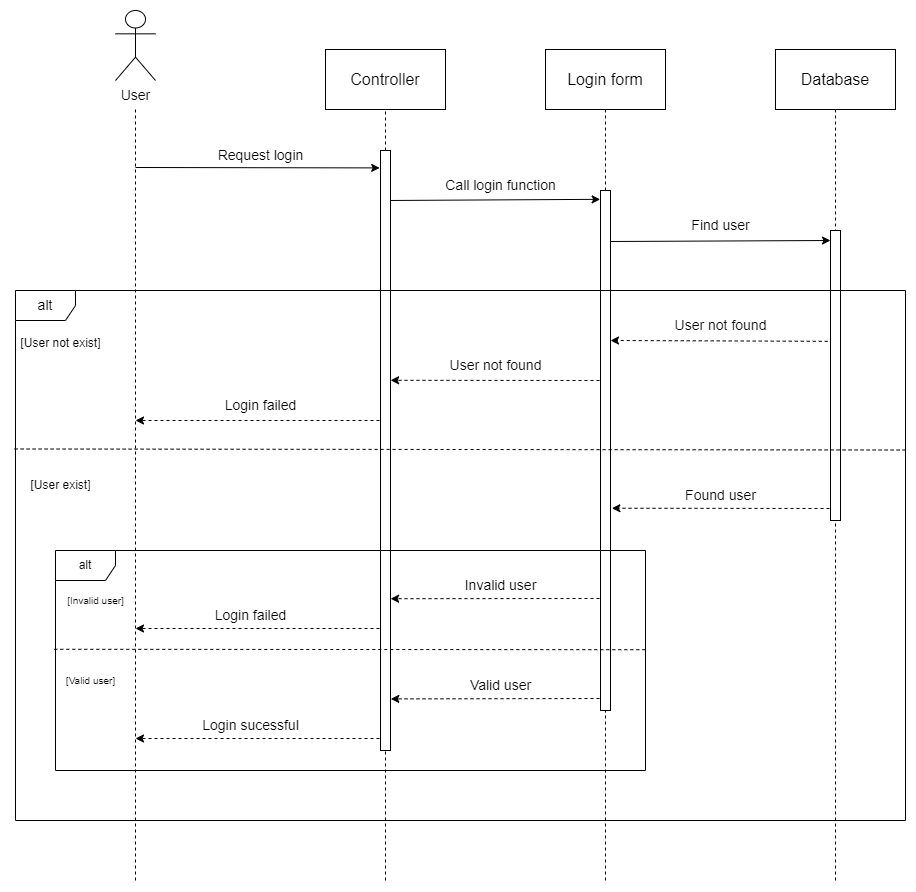 User
Controller
Login form
Database
Request login
Call login function
Find user
alt
[User not exist]
User not found
User not found
Login failed
[User exist]
Found user
alt
[Invalid user]
Invalid user
Login failed
[Valid user]
Valid user
Login sucessful